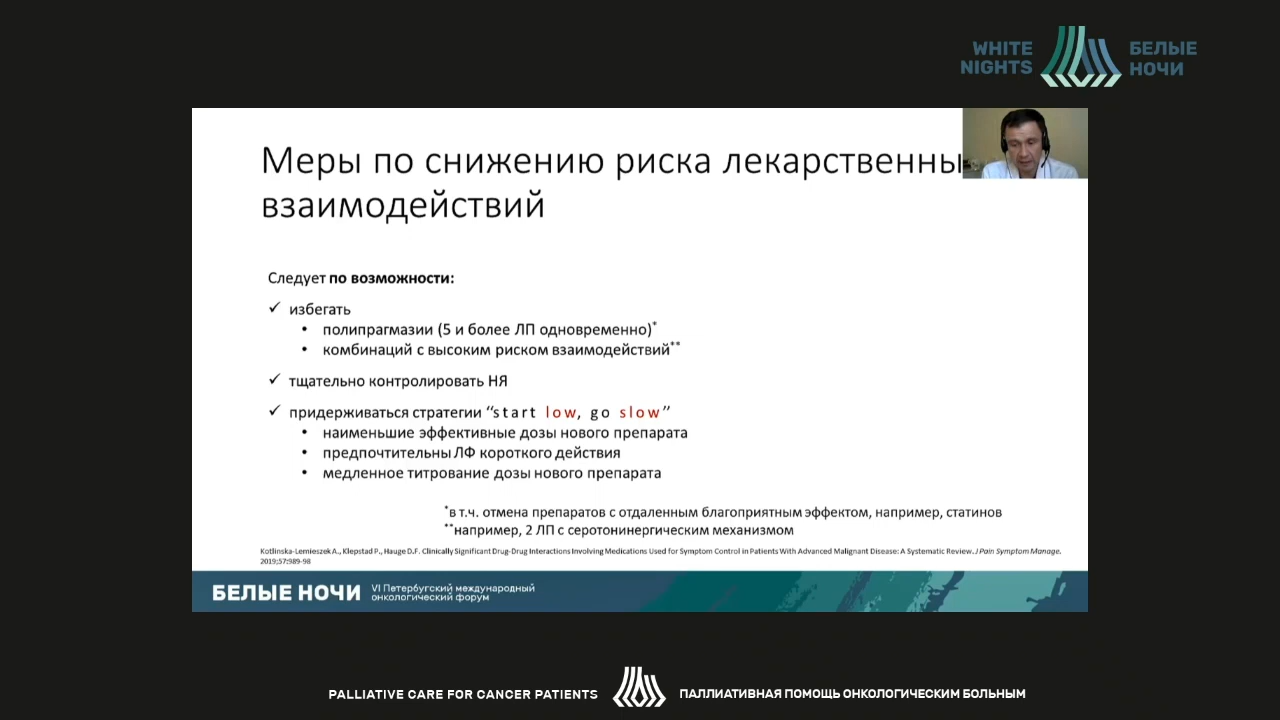 WHITE
NIGHTS
БЕЛЫЕ
НОЧИ
Меры по снижению риска лекарственны
взаимодействий
Следует по возможности:
✓ избегать
• полипрагмазии (5 и более ЛП одновременно)*
• комбинаций с высоким риском взаимодействий**
✓ тщательно контролировать НЯ
✓ придерживаться стратегии “start low, go slow”
• наименьшие эффективные дозы нового препарата
• предпочтительны ЛФ короткого действия
• медленное титрование дозы нового препарата
*в т.ч. отмена препаратов с отдаленным благоприятным эффектом, например, статинов
**например, 2 ЛП с серотонинергическим механизмом
Kotlinska-Lemieszek A., Klepstad P., Hauge D.F. Clinically Significant Drug-Drug Interactions Involving Medications Used for Symptom Control in Patients With Advanced Malignant Disease: A Systematic Review. J Pain Symptom Manage.
2019;57:989-98
БЕЛЫЕ НОЧИ
VI Петербургский международный
онкологический форум
PALLIATIVE CARE FOR CANCER PATIENTS
ПАЛЛИАТИВНАЯ ПОМОЩЬ ОНКОЛОГИЧЕСКИМ БОЛЬНЫМ